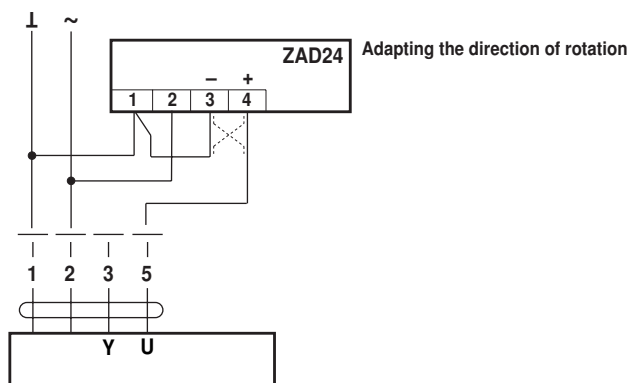 ⊥ ~
ZAD24 Adapting the direction of rotation
– +
1 2 3 4
1 2 3 5
Y U